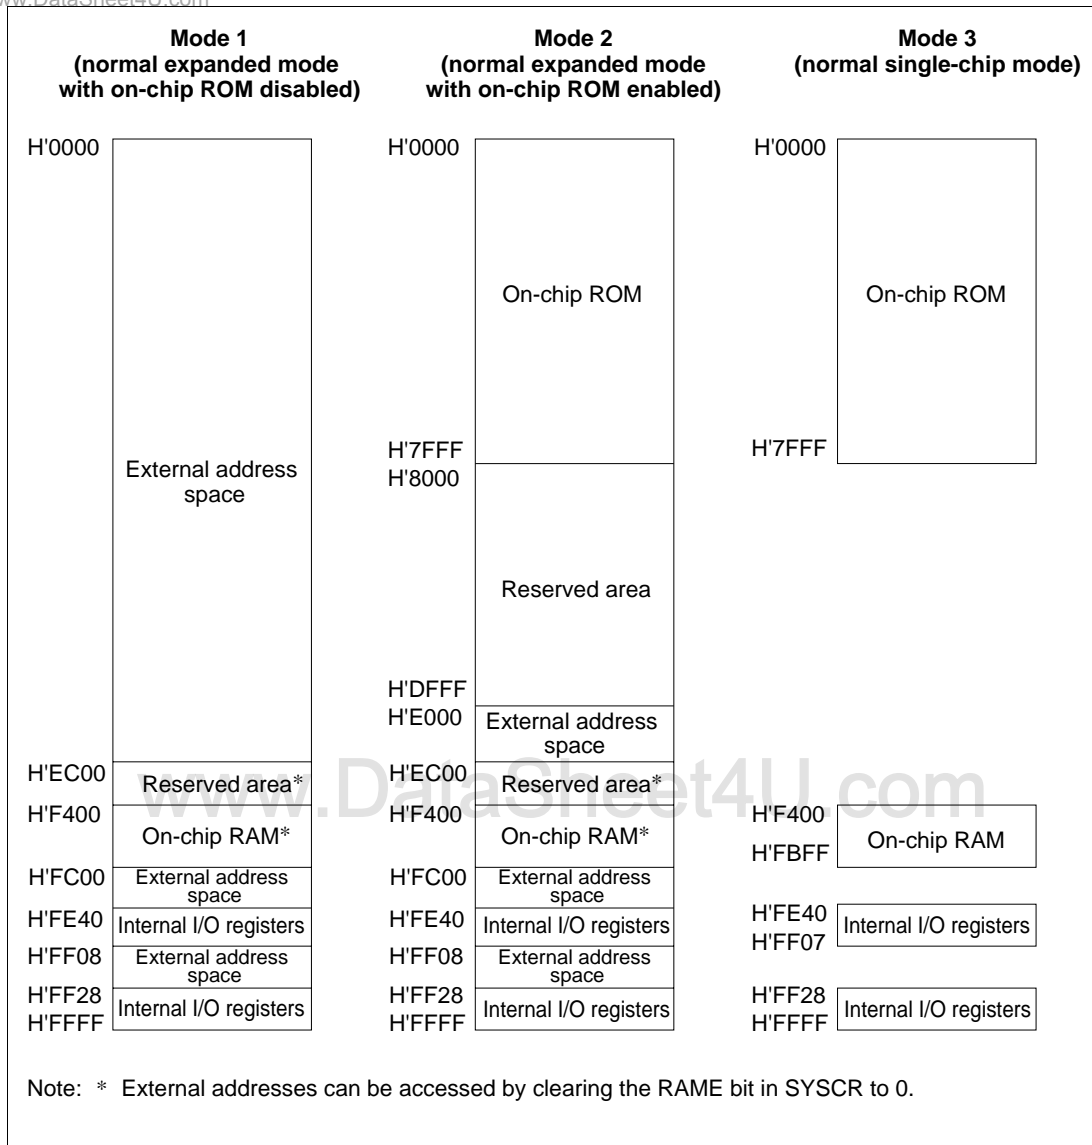 ww.DataSheet4U.com
Mode 1
(normal expanded mode
with on-chip ROM disabled)
H'0000
External address
space
H'EC00
Reserved area*
H'F400
On-chip RAM*
H'FC00
External address
space
H'FE40
Internal I/O registers
H'FF08
External address
space
H'FF28
Internal I/O registers
H'FFFF
Mode 2
(normal expanded mode
with on-chip ROM enabled)
H'0000
On-chip ROM
H'7FFF
H'8000
Reserved area
H'DFFF
H'E000
External address
space
H'EC00
Reserved area*
H'F400
On-chip RAM*
H'FC00
External address
space
H'FE40
Internal I/O registers
H'FF08
External address
space
H'FF28
Internal I/O registers
H'FFFF
Mode 3
(normal single-chip mode)
H'0000
On-chip ROM
H'7FFF
H'F400
On-chip RAM
H'FBFF
H'FE40
Internal I/O registers
H'FF07
H'FF28
Internal I/O registers
H'FFFF
www.DataSheet4U.com
Note: * External addresses can be accessed by clearing the RAME bit in SYSCR to 0.